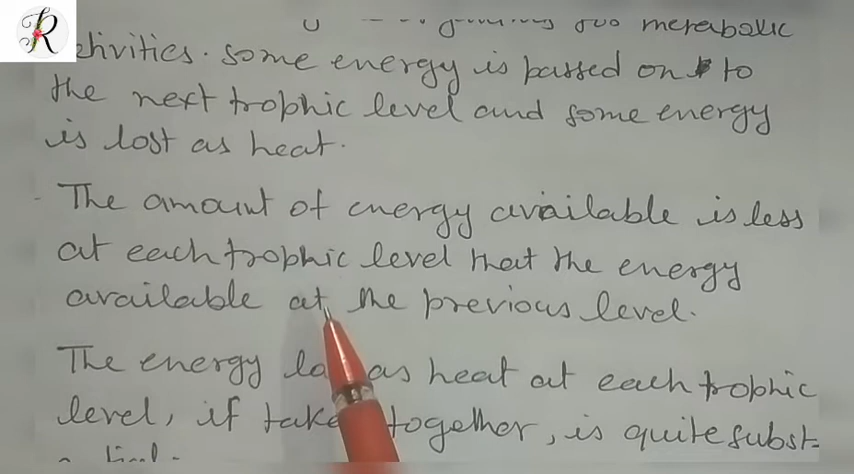 R
metabolic
ctivities. some energy is passed on to
the next trophic level and some energy
is lost as heat.
The amount of energy available is less
at each trophic level that the energy
available at the previous level.
The energy as heat at each trophic
level, if together, is quite subst-